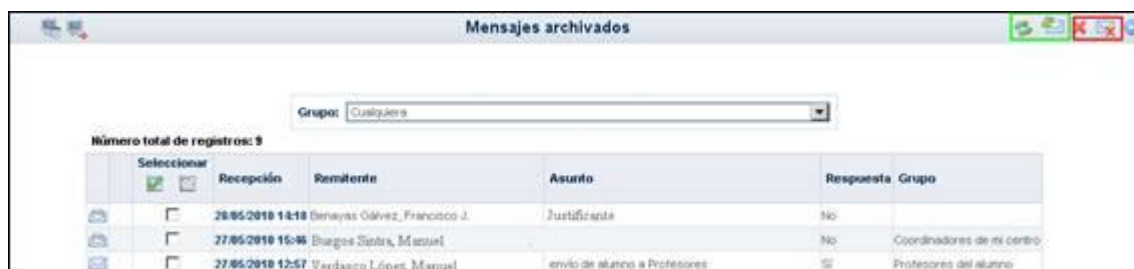 Mensajes archivados
Grupo: Cualquiera
Número total de registros: 9
Seleccionar
Recepción Remitente Asunto Respuesta Grupo
28/05/2010 14:18 Benayas Gálvez, Francisco J. Justificante No
27/05/2010 15:46 Burgos Sintra, Manuel No Coordinadores de mi centro
27/05/2010 12:57 Verdasco López, Manuel envío de alumno a Profesores Sí Profesores del alumno